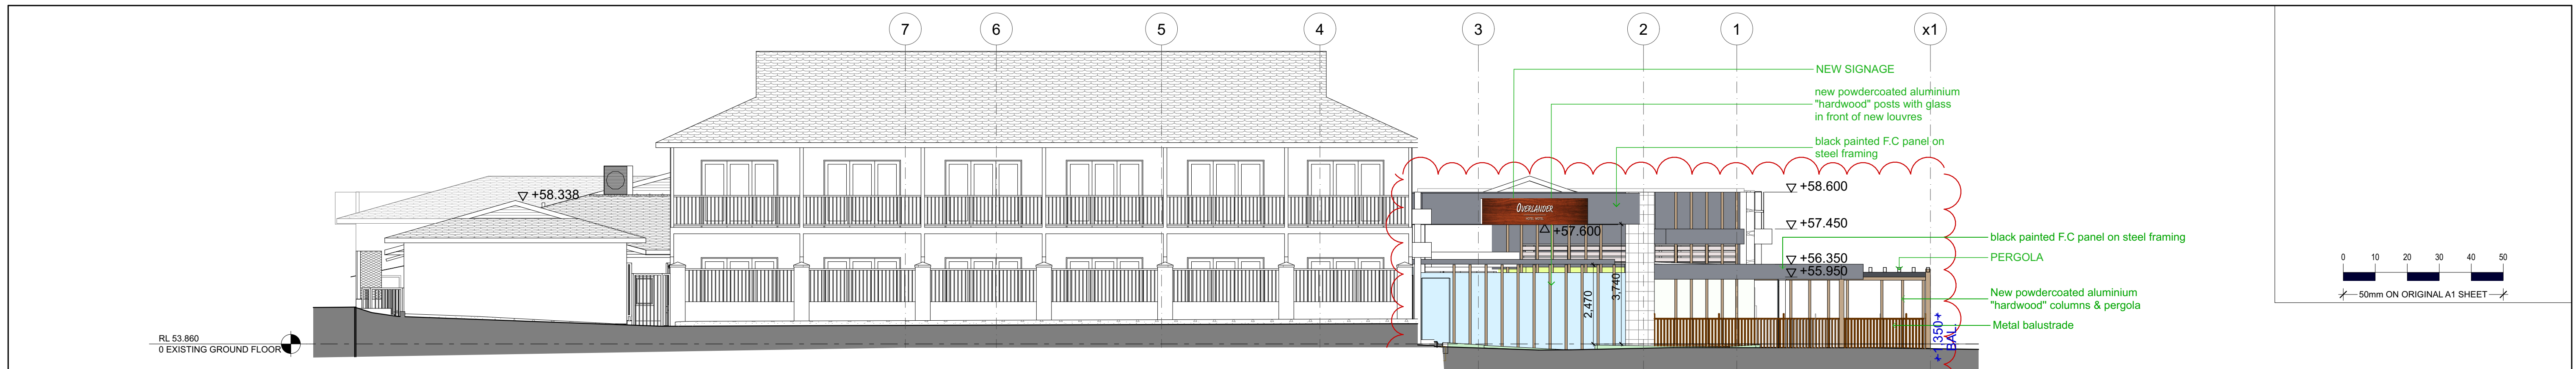 7
6
5
4
3
2
1
x1
NEW SIGNAGE
new powdercoated aluminium
"hardwood" posts with glass
in front of new louvres
black painted F.C panel on
steel framing
+58.338
+58.600
OVERLANDER
HOTEL MOTEL
+57.600
+57.450
+56.350
+55.950
black painted F.C panel on steel framing
PERGOLA
New powdercoated aluminium
"hardwood" columns & pergola
Metal balustrade
2,470
3,740
1,350
BAL.
RL 53.860
0 EXISTING GROUND FLOOR
0 10 20 30 40 50
50mm ON ORIGINAL A1 SHEET